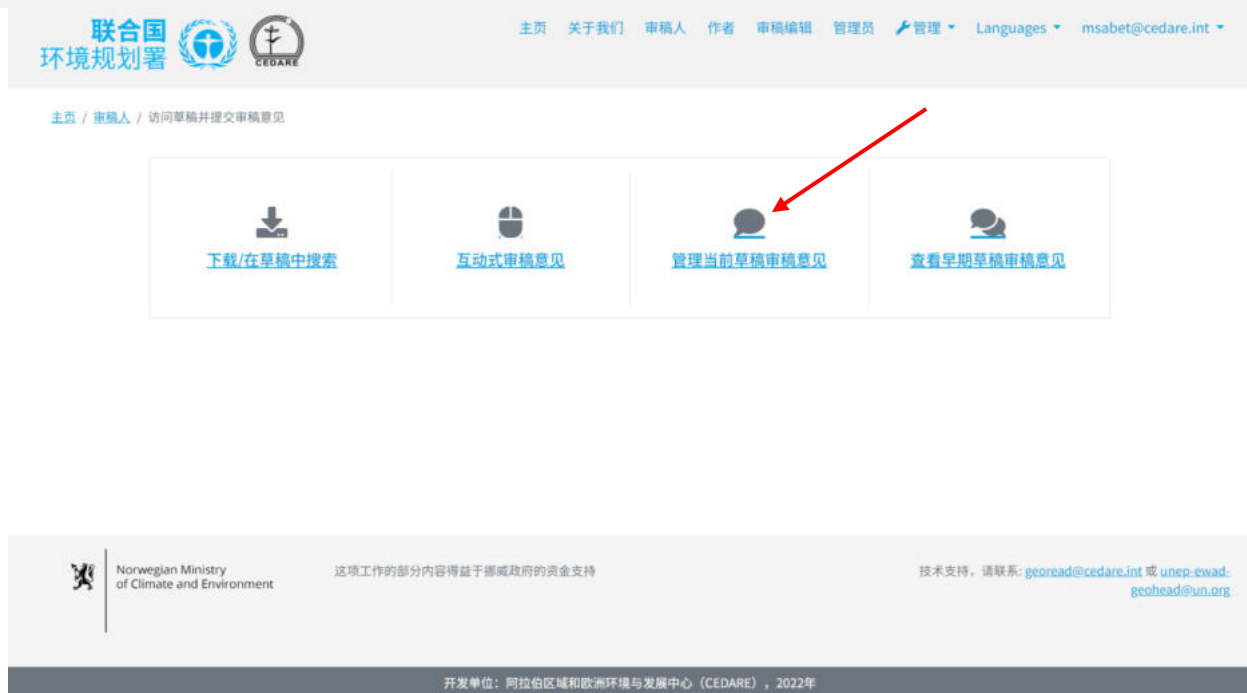 联合国
环境规划署
CEDARE
主页 关于我们 审稿人 作者 审稿编辑 管理员 管理 Languages msabet@cedare.int
主页 / 审稿人 / 访问草稿并提交审稿意见
下载/在草稿中搜索 互动式审稿意见 管理当前草稿审稿意见 查看早期草稿审稿意见
Norwegian Ministry
of Climate and Environment
这项工作的部分内容得益于挪威政府的资金支持
技术支持，请联系: georead@cedare.int 或 unep-ewad-
geohead@un.org
开发单位：阿拉伯区域和欧洲环境与发展中心（CEDARE），2022年